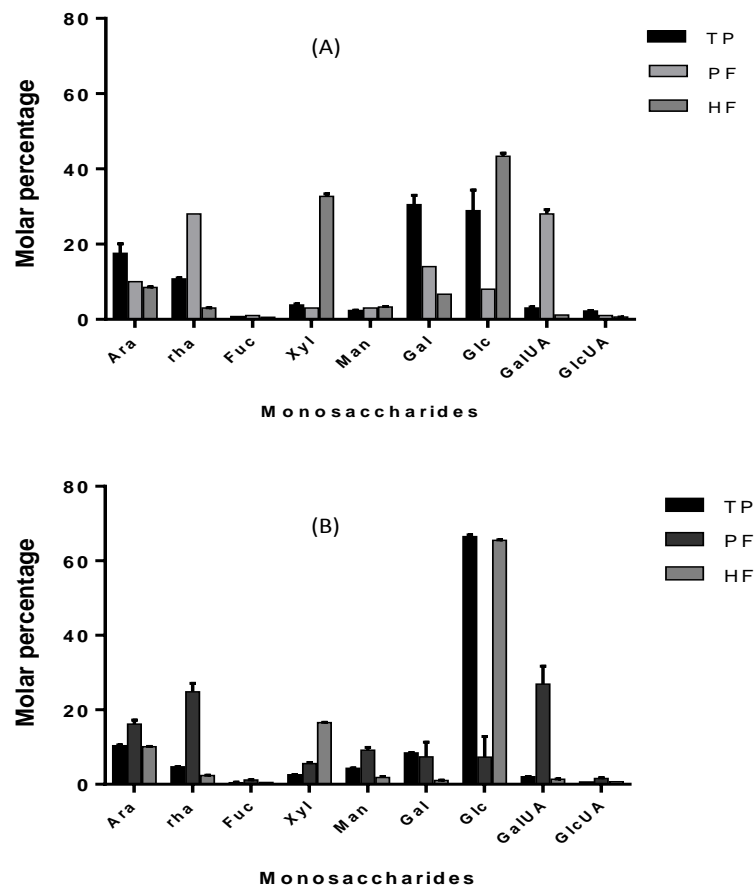 (A)
TP
PF
HF
Molar percentage
80
60
40
20
0
Ara
rha
Fuc
Xyl
Man
Gal
Glc
GalUA
GlcUA
Monosaccharides
(B)
TP
PF
HF
Molar percentage
80
60
40
20
0
Ara
rha
Fuc
Xyl
Man
Gal
Glc
GalUA
GlcUA
Monosaccharides